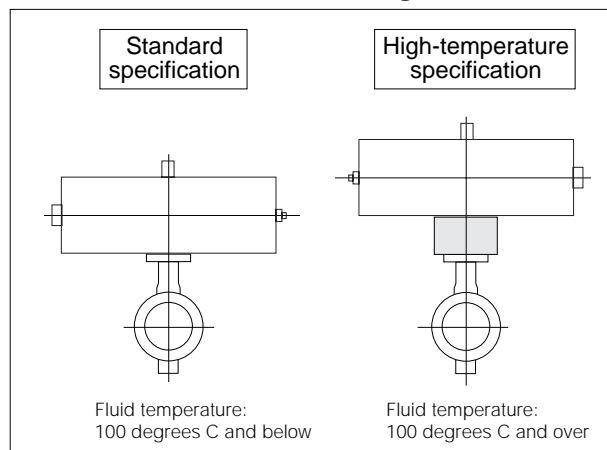 Standard
specification
High-temperature
specification
Fluid temperature:
100 degrees C and below
Fluid temperature:
100 degrees C and over